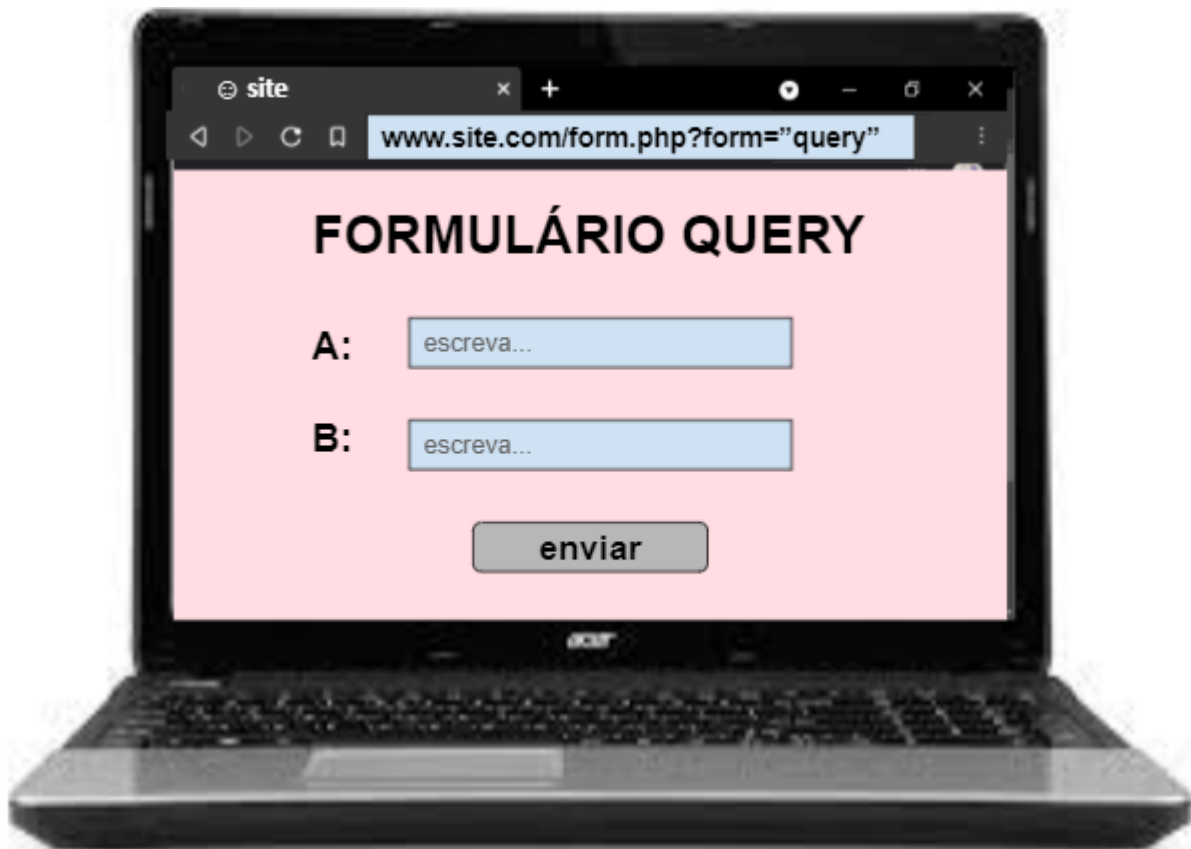 site
www.site.com/form.php?form=”query”
FORMULÁRIO QUERY
A:
escreva...
B:
escreva...
enviar
acer